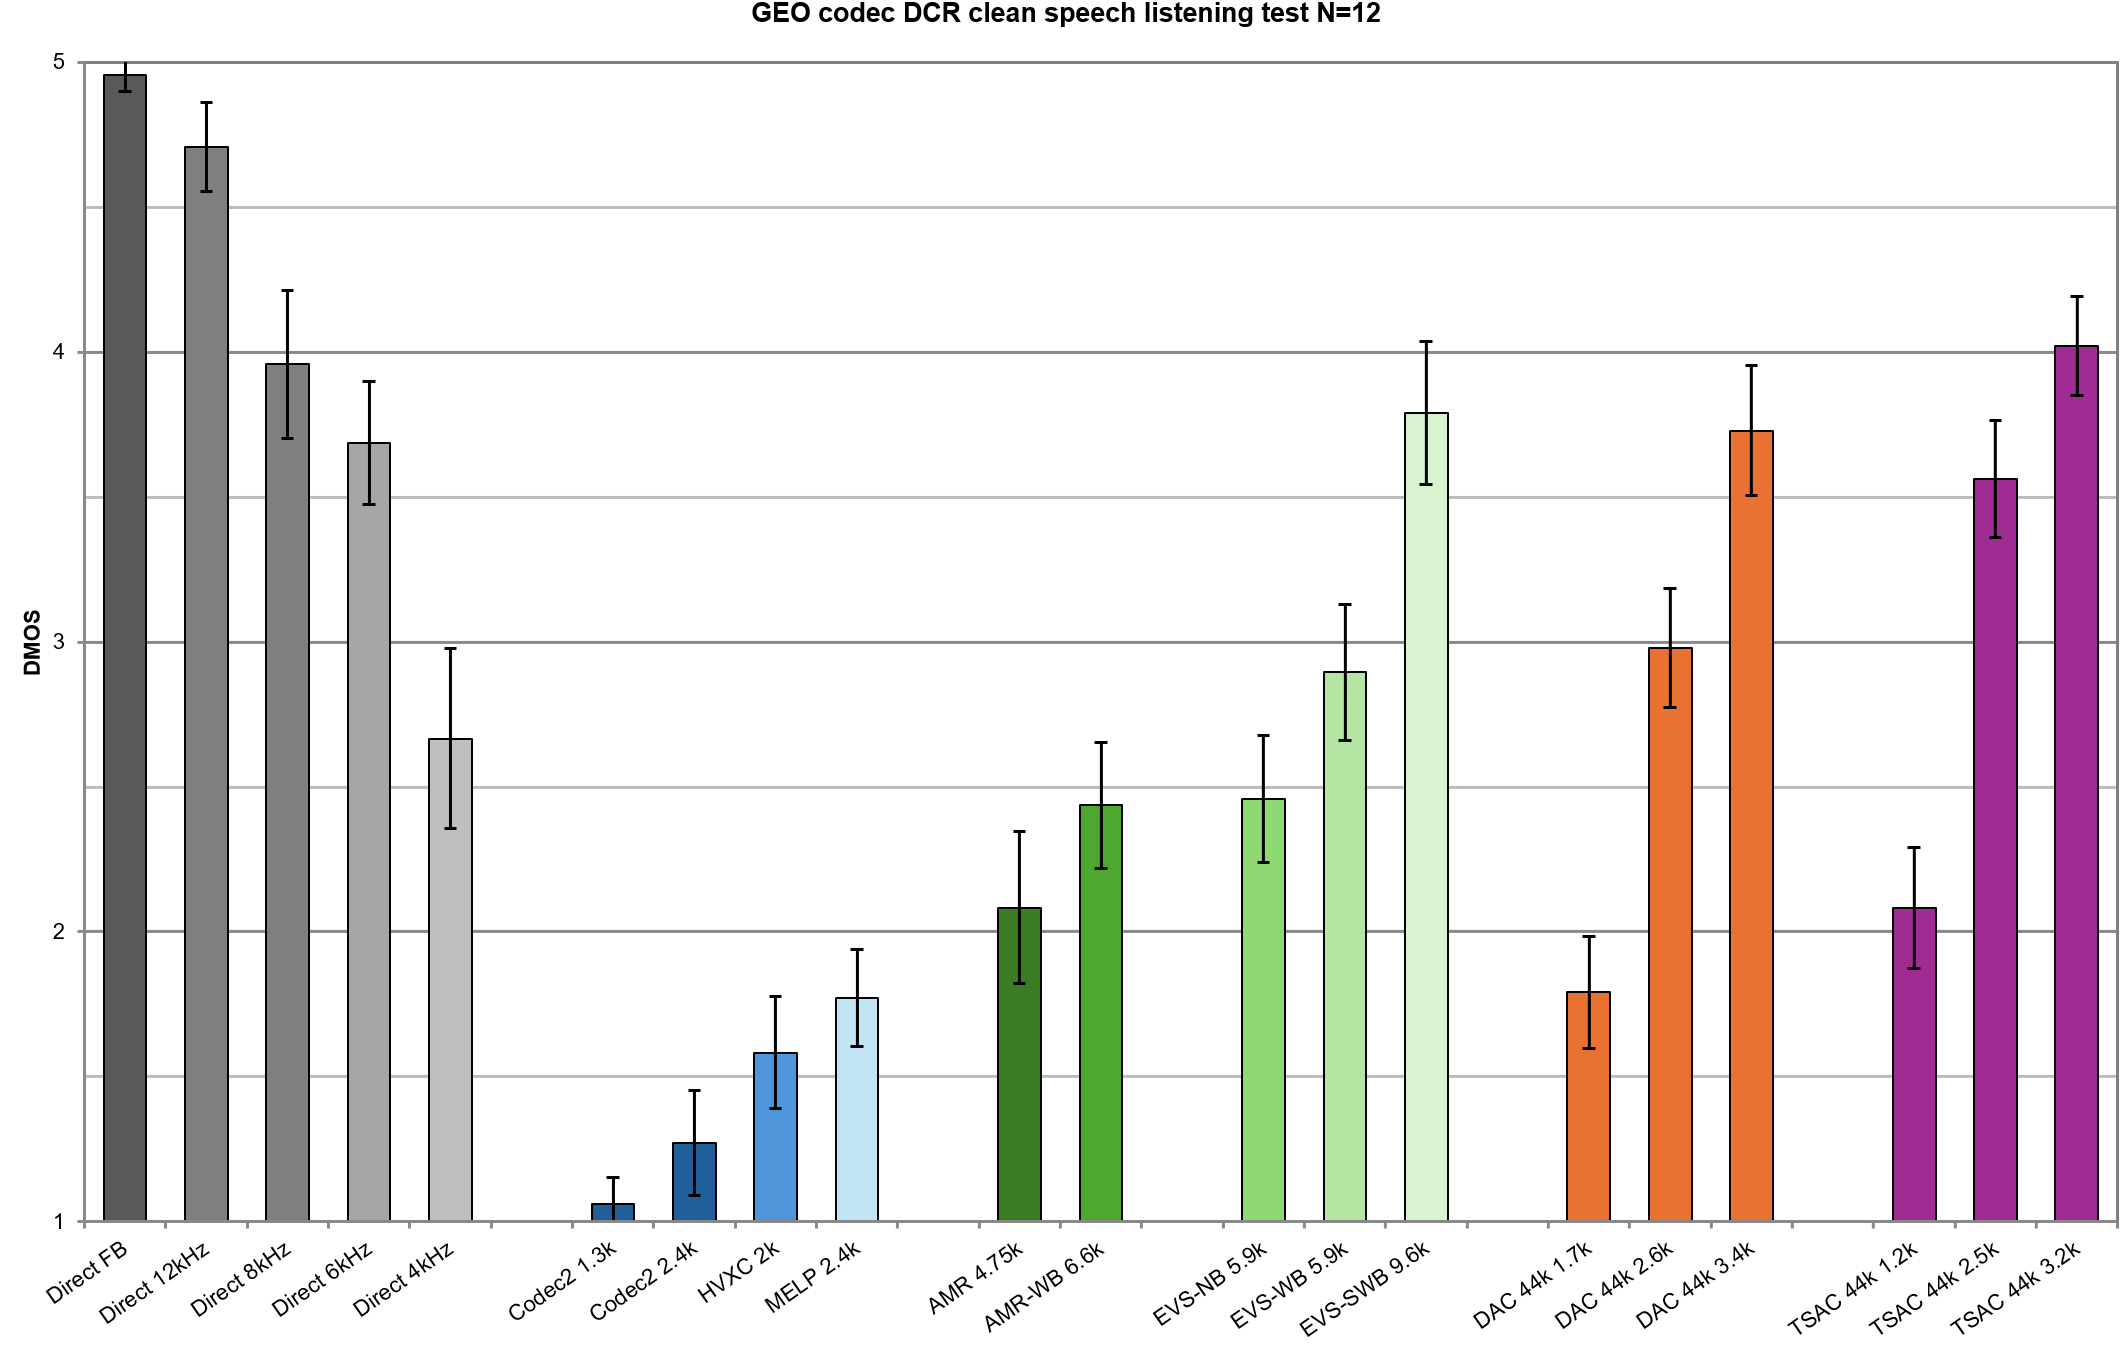 GEO codec DCR clean speech listening test N=12
DMOS
5
4
3
2
1
Direct FB
Direct 12kHz
Direct 8kHz
Direct 6kHz
Direct 4kHz
Codec2 1.3k
Codec2 2.4k
HVXC 2k
MELP 2.4k
AMR 4.75k
AMR-WB 6.6k
EVS-NB 5.9k
EVS-WB 5.9k
EVS-SWB 9.6k
DAC 44k 1.7k
DAC 44k 2.6k
DAC 44k 3.4k
TSAC 44k 1.2k
TSAC 44k 2.5k
TSAC 44k 3.2k